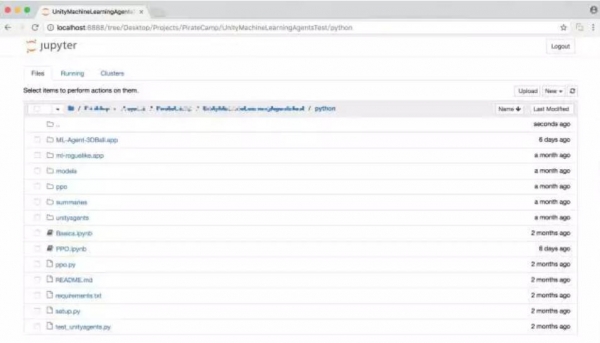 UnityMachineLearningAgentsT
localhost:8888/tree/Desktop/Projects/PirateCamp/UnityMachineLearningAgentsTest/python
jupyter
Logout
Files Running Clusters
Select items to perform actions on them.
Upload New
/ python
Name Last Modified
.. seconds ago
ML-Agent-3DBall.app 6 days ago
ml-roguelike.app a month ago
models a month ago
ppo a month ago
summaries a month ago
unityagents a month ago
Basics.ipynb 2 months ago
PPO.ipynb 6 days ago
ppo.py 2 months ago
README.md 2 months ago
requirements.txt 2 months ago
setup.py 2 months ago
test_unityagents.py 2 months ago